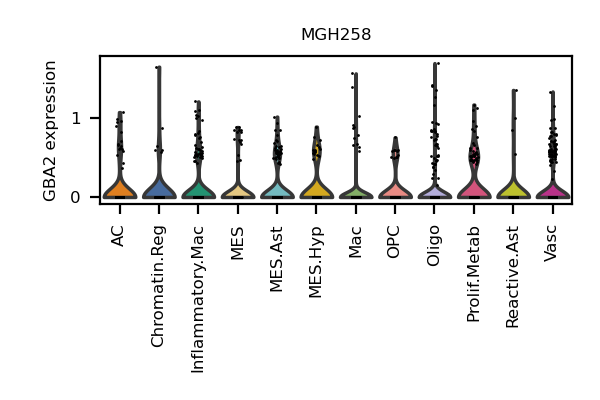 MGH258
GBA2 expression
1
0
AC
Chromatin.Reg
Inflammatory.Mac
MES
MES.Ast
MES.Hyp
Mac
OPC
Oligo
Prolif.Metab
Reactive.Ast
Vasc